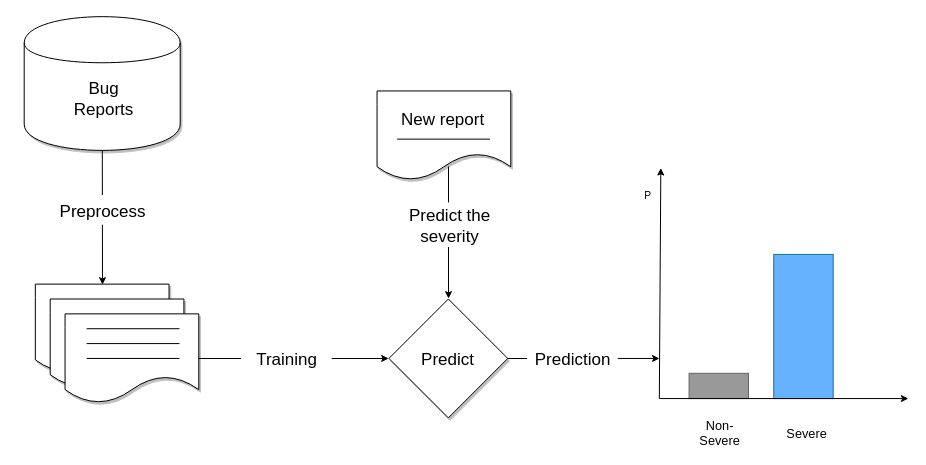 Bug
Reports
New report
Preprocess
Predict the
severity
P
Training
Predict
Prediction
Non-
Severe
Severe